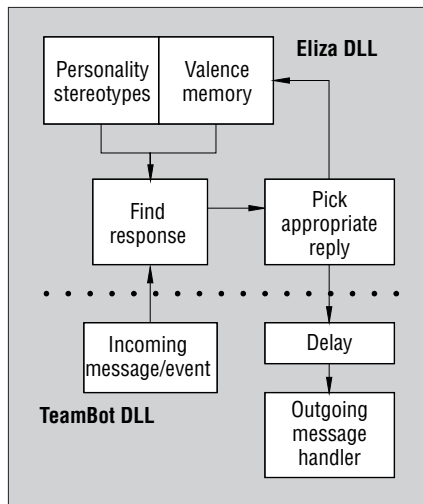 Eliza DLL
Personality
stereotypes
Valence
memory
Find
response
Pick
appropriate
reply
Incoming
message/event
Delay
TeamBot DLL
Outgoing
message
handler